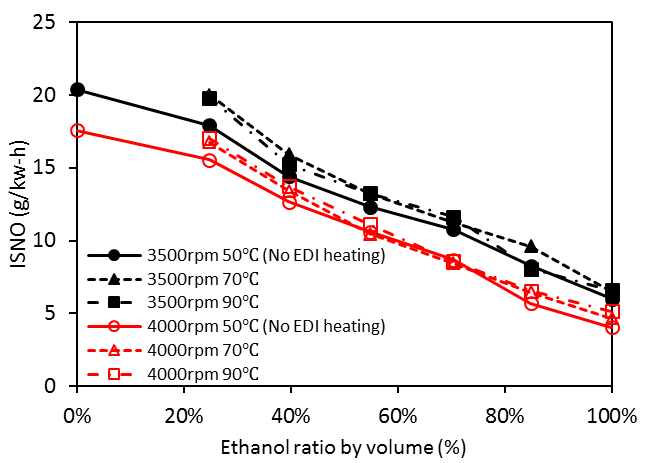 25
20
15
10
5
0
ISNO (g/kw-h)
3500rpm 50℃ (No EDI heating)
3500rpm 70℃
3500rpm 90℃
4000rpm 50℃ (No EDI heating)
4000rpm 70℃
4000rpm 90℃
0% 20% 40% 60% 80% 100%
Ethanol ratio by volume (%)